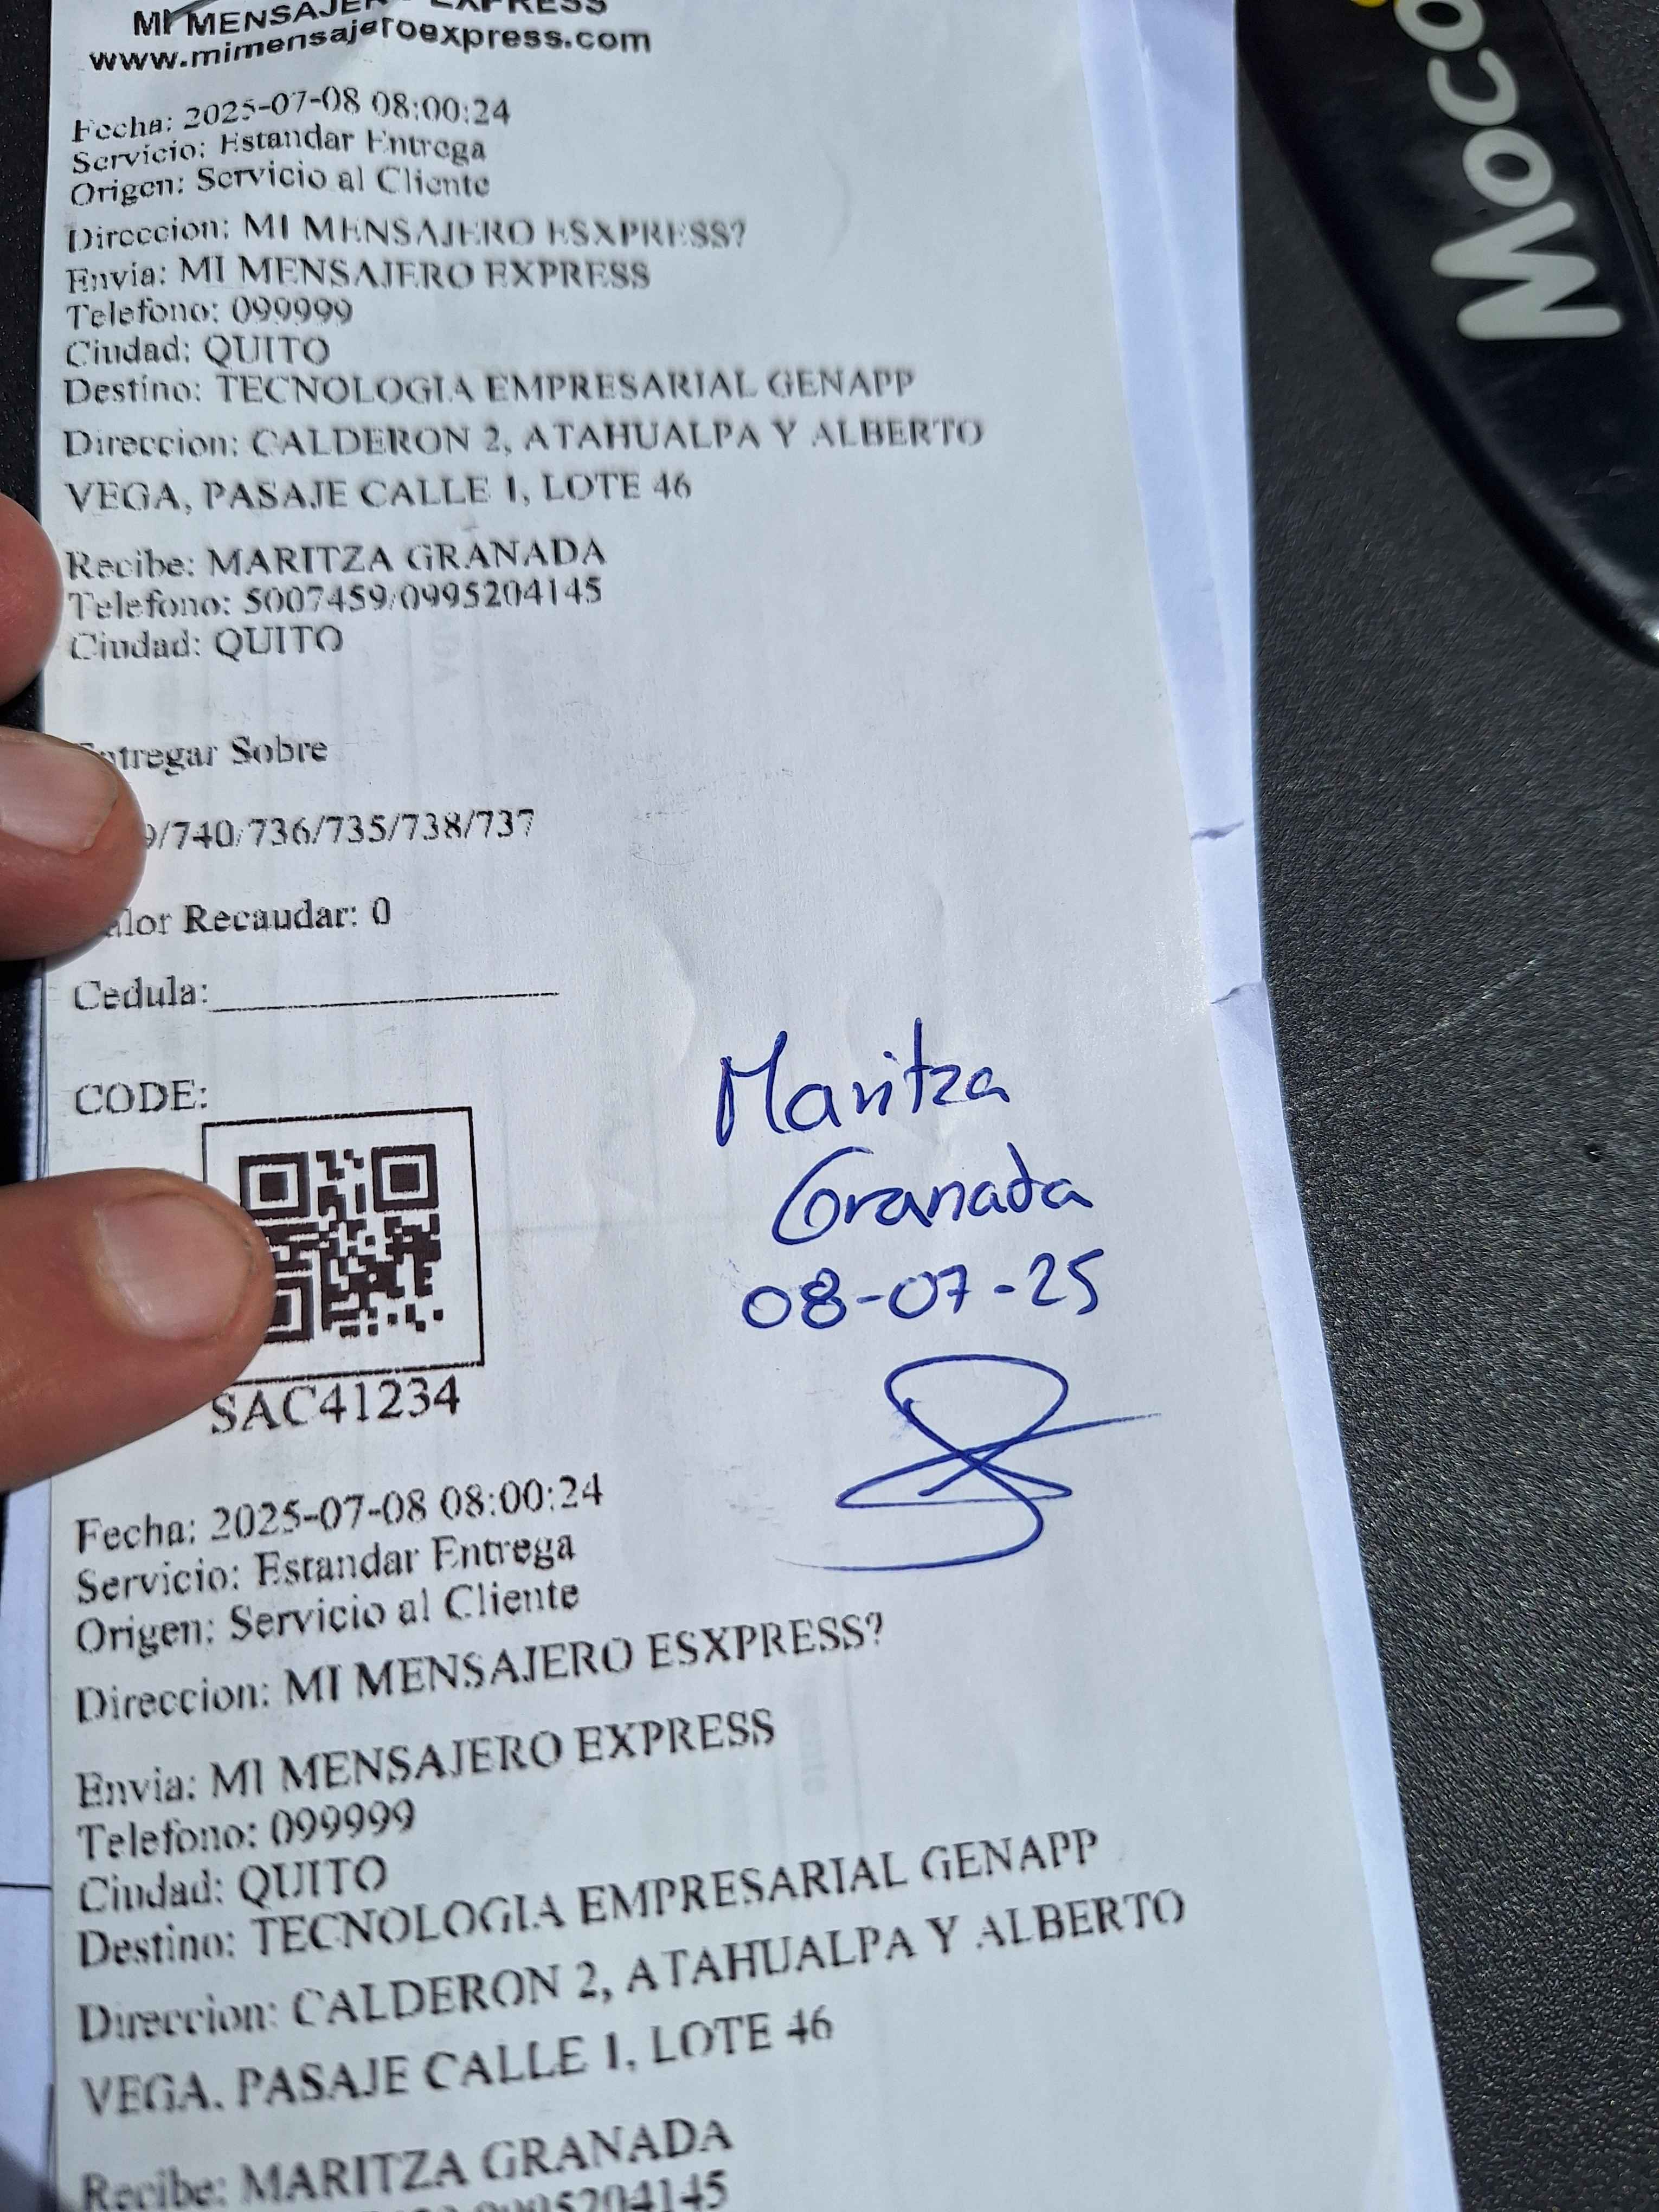 MI MENSAJERO EXPRESS
www.mimensajeroexpress.com
Fecha: 2025-07-08 08:00:24
Servicio: Estandar Entrega
Origen: Servicio al Cliente
Direccion: MI MENSAJERO ESXPRESS?
Envia: MI MENSAJERO EXPRESS
Telefono: 099999
Ciudad: QUITO
Destino: TECNOLOGIA EMPRESARIAL GENAPP
Direccion: CALDERON 2, ATAHUALPA Y ALBERTO
VEGA, PASAJE CALLE 1, LOTE 46
Recibe: MARITZA GRANADA
Telefono: 5007459/0995204145
Ciudad: QUITO
Entregar Sobre
9/740/736/735/738/737
Valor Recaudar: 0
Cedula:
CODE:
SAC41234
Maritza
Granada
08-07-25
Fecha: 2025-07-08 08:00:24
Servicio: Estandar Entrega
Origen: Servicio al Cliente
Direccion: MI MENSAJERO ESXPRESS?
Envia: MI MENSAJERO EXPRESS
Telefono: 099999
Ciudad: QUITO
Destino: TECNOLOGIA EMPRESARIAL GENAPP
Direccion: CALDERON 2, ATAHUALPA Y ALBERTO
VEGA, PASAJE CALLE 1, LOTE 46
Recibe: MARITZA GRANADA
0995204145
Moco